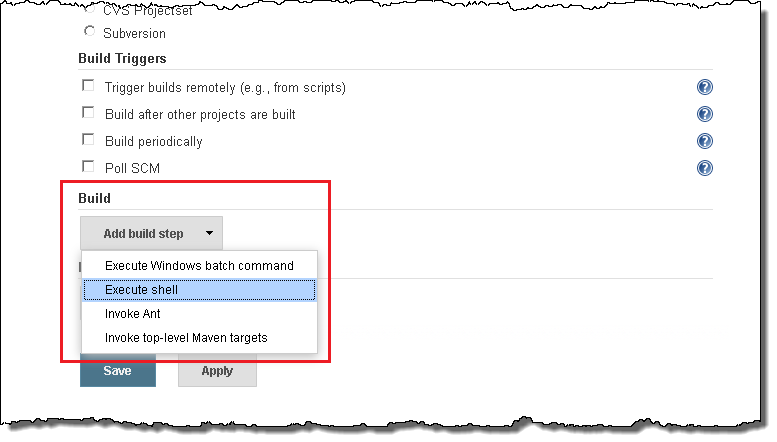 CVS Projectset
Subversion
Build Triggers
Trigger builds remotely (e.g., from scripts)
Build after other projects are built
Build periodically
Poll SCM
Build
Add build step
Execute Windows batch command
Execute shell
Invoke Ant
Invoke top-level Maven targets
Save Apply